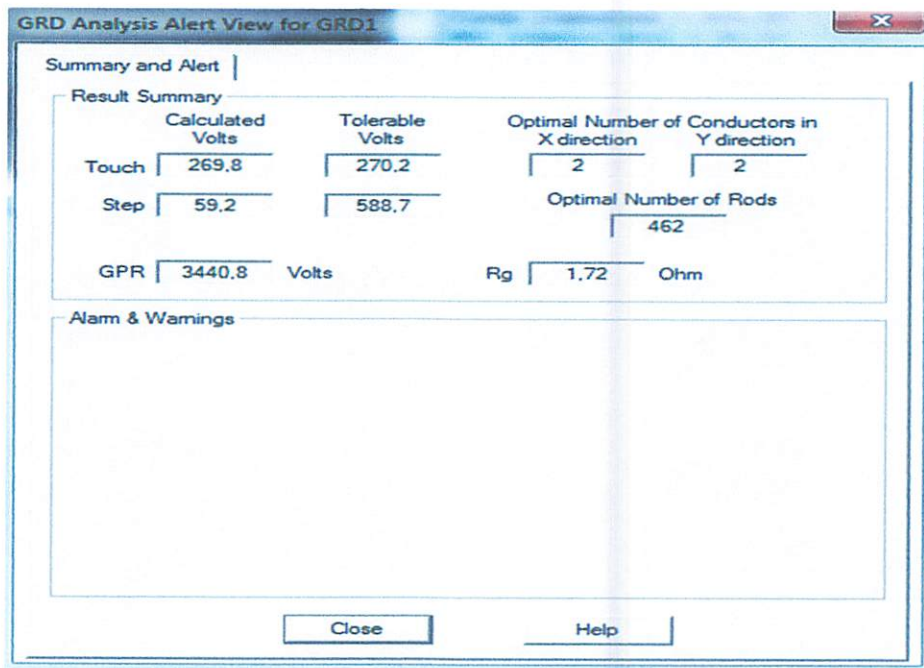 GRD Analysis Alert View for GRD1
Summary and Alert
Result Summary
Calculated Volts Tolerable Volts Optimal Number of Conductors in
X direction Y direction
Touch 269,8 270,2 2 2
Step 59,2 588,7 Optimal Number of Rods
462
GPR 3440,8 Volts Rg 1,72 Ohm
Alarm & Warnings
Close Help